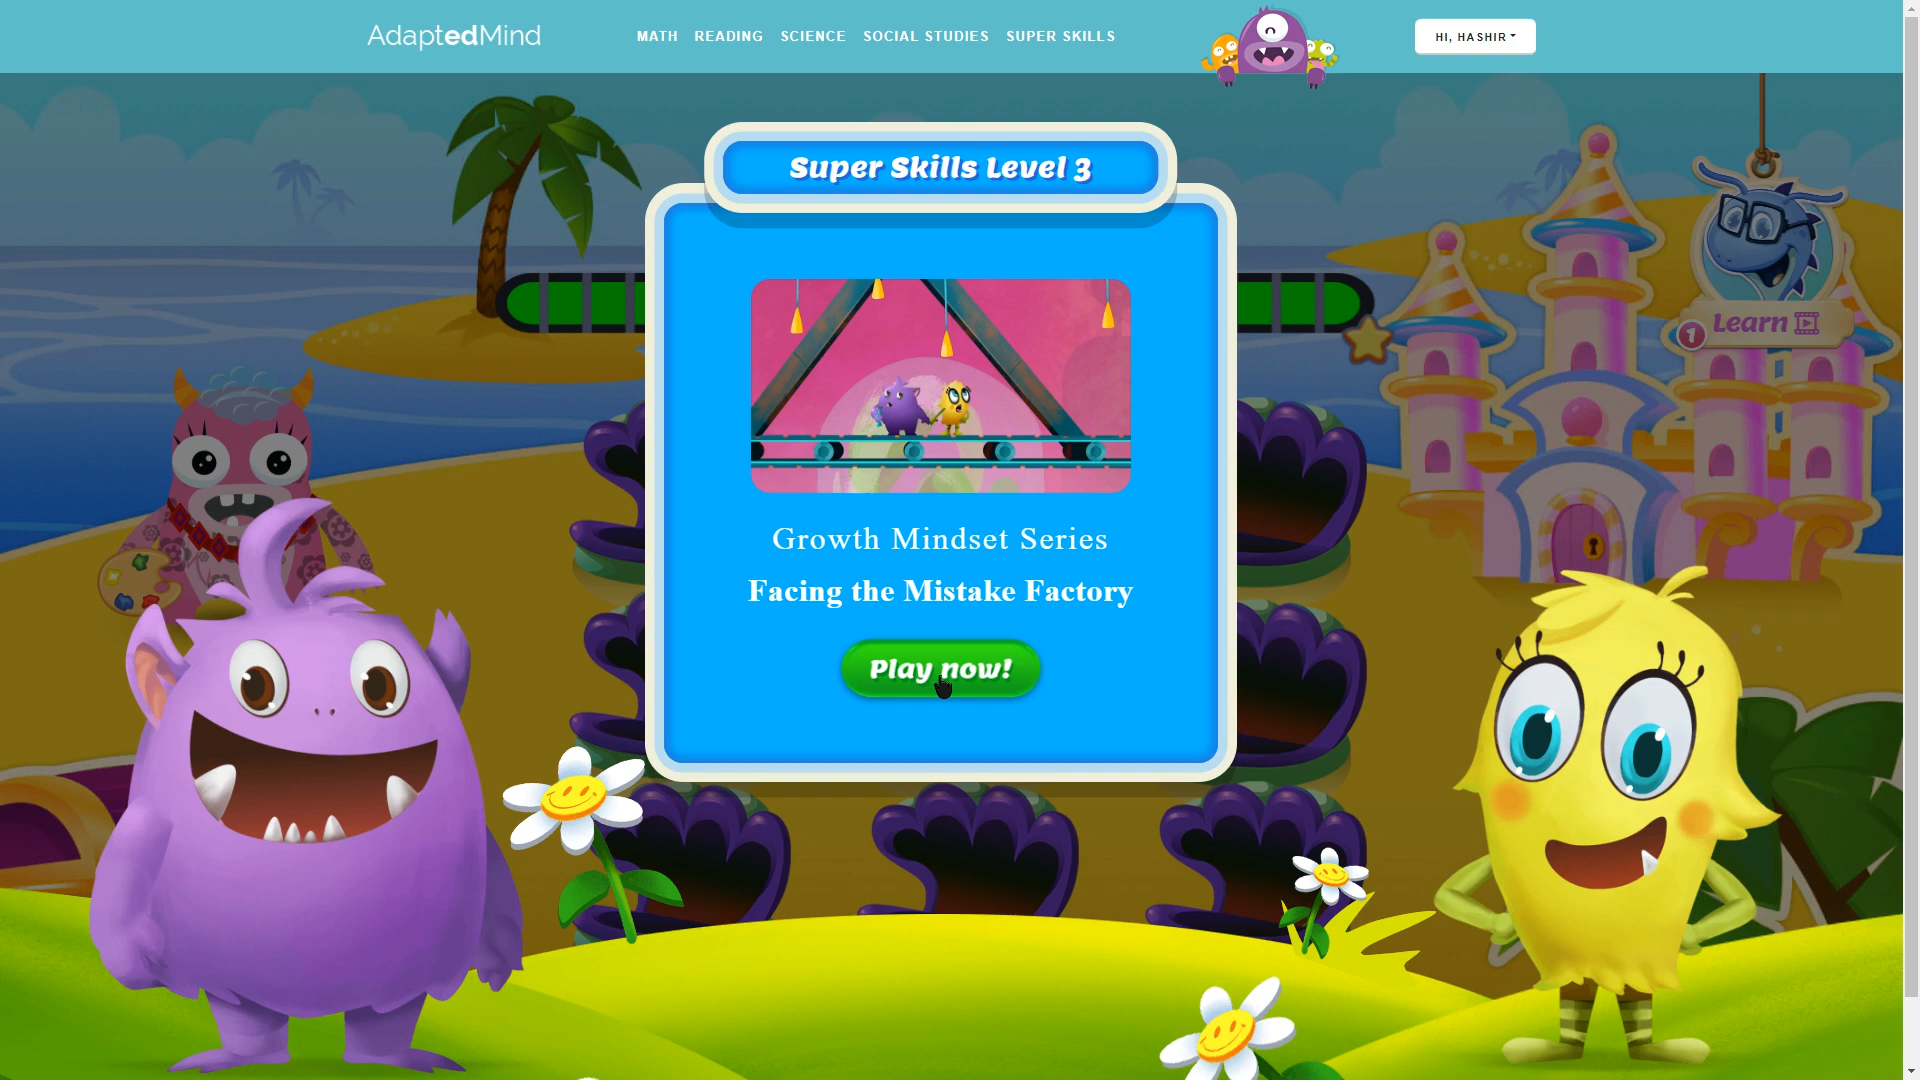 AdaptedMind
MATH READING SCIENCE SOCIAL STUDIES SUPER SKILLS
HI, HASHIR
Super Skills Level 3
1 Learn
Growth Mindset Series
Facing the Mistake Factory
Play now!